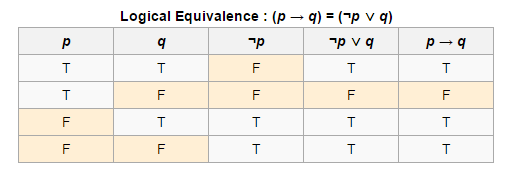 Logical Equivalence : (p → q) = (¬p ∨ q)
p q ¬p ¬p ∨ q p → q
T T F T T
T F F F F
F T T T T
F F T T T